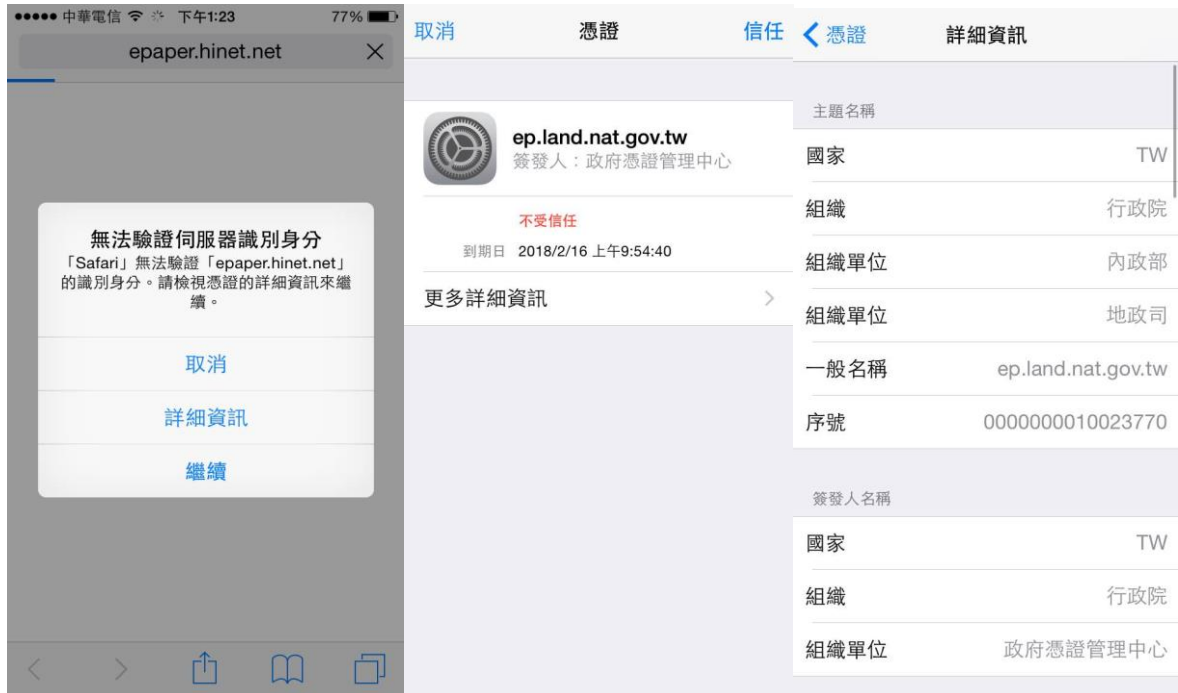 中華電信 下午1:23 77%
epaper.hinet.net
無法驗證伺服器識別身分
「Safari」無法驗證「epaper.hinet.net」
的識別身分。請檢視憑證的詳細資訊來繼
續。
取消
詳細資訊
繼續
取消 憑證 信任
ep.land.nat.gov.tw
簽發人：政府憑證管理中心
不受信任
到期日 2018/2/16 上午9:54:40
更多詳細資訊
憑證 詳細資訊
主題名稱
國家 TW
組織 行政院
組織單位 內政部
組織單位 地政司
一般名稱 ep.land.nat.gov.tw
序號 0000000010023770
簽發人名稱
國家 TW
組織 行政院
組織單位 政府憑證管理中心